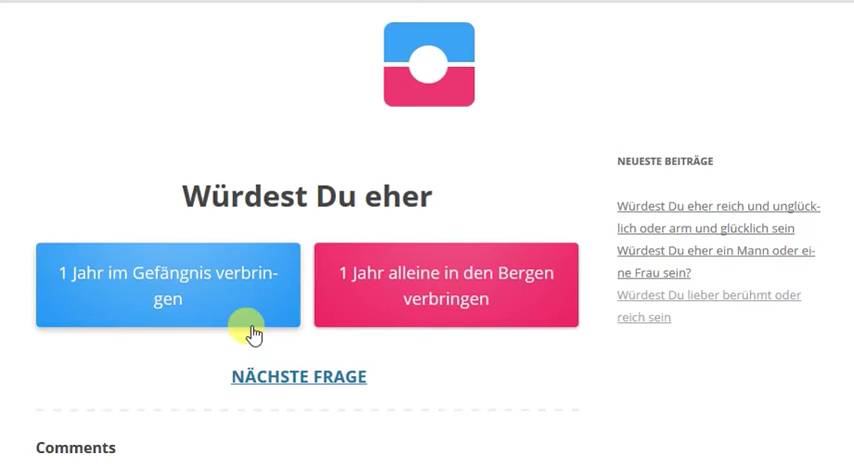 Würdest Du eher
1 Jahr im Gefängnis verbrin-
gen
1 Jahr alleine in den Bergen
verbringen
NÄCHSTE FRAGE
Comments
NEUESTE BEITRÄGE
Würdest Du eher reich und unglück-
lich oder arm und glücklich sein
Würdest Du eher ein Mann oder ei-
ne Frau sein?
Würdest Du lieber berühmt oder
reich sein